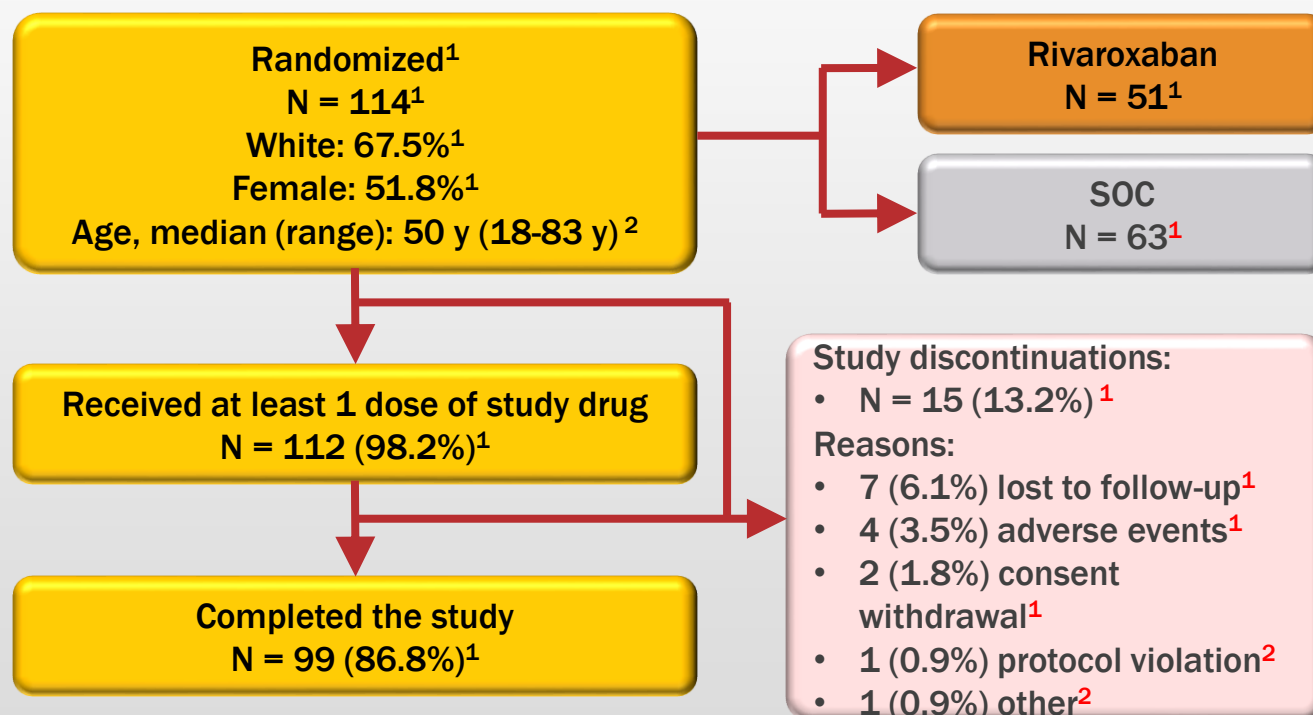 Randomized¹
N = 114¹
White: 67.5%¹
Female: 51.8%¹
Age, median (range): 50 y (18-83 y) ²
Rivaroxaban
N = 51¹
SOC
N = 63¹
Received at least 1 dose of study drug
N = 112 (98.2%)¹
Study discontinuations:
• N = 15 (13.2%) ¹
Reasons:
• 7 (6.1%) lost to follow-up¹
• 4 (3.5%) adverse events¹
• 2 (1.8%) consent
withdrawal¹
• 1 (0.9%) protocol violation²
• 1 (0.9%) other²
Completed the study
N = 99 (86.8%)¹